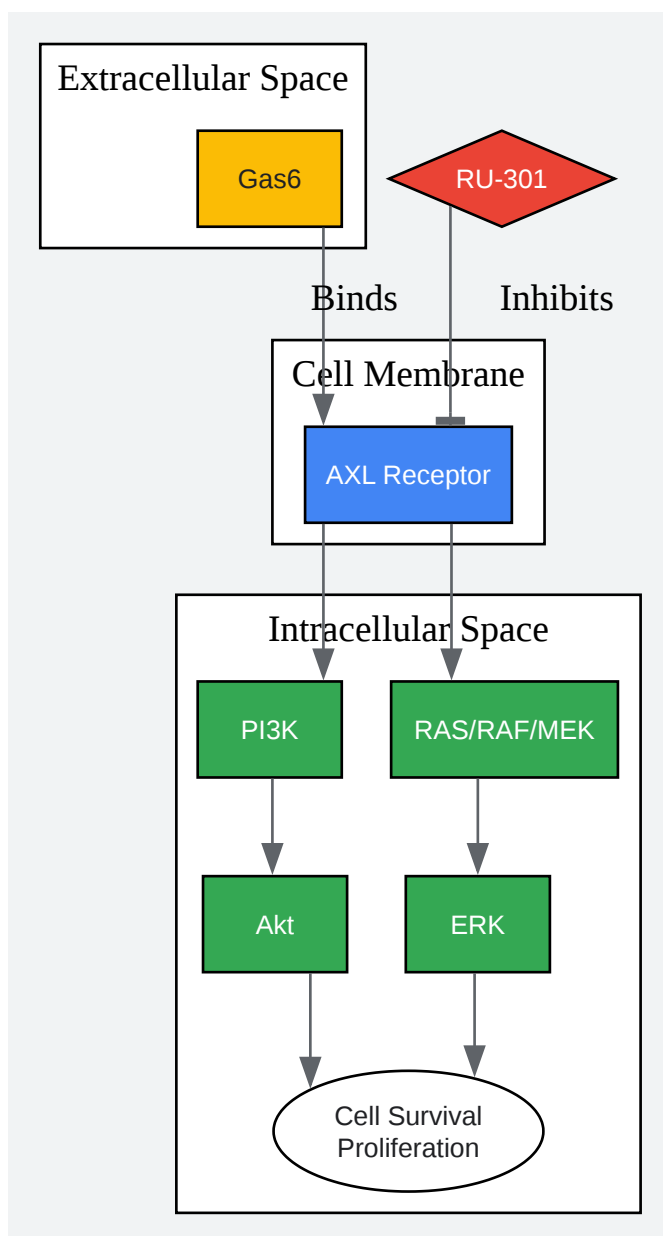 Extracellular Space
Gas6
RU-301
Binds
Inhibits
Cell Membrane
AXL Receptor
Intracellular Space
PI3K
RAS/RAF/MEK
Akt
ERK
Cell Survival
Proliferation